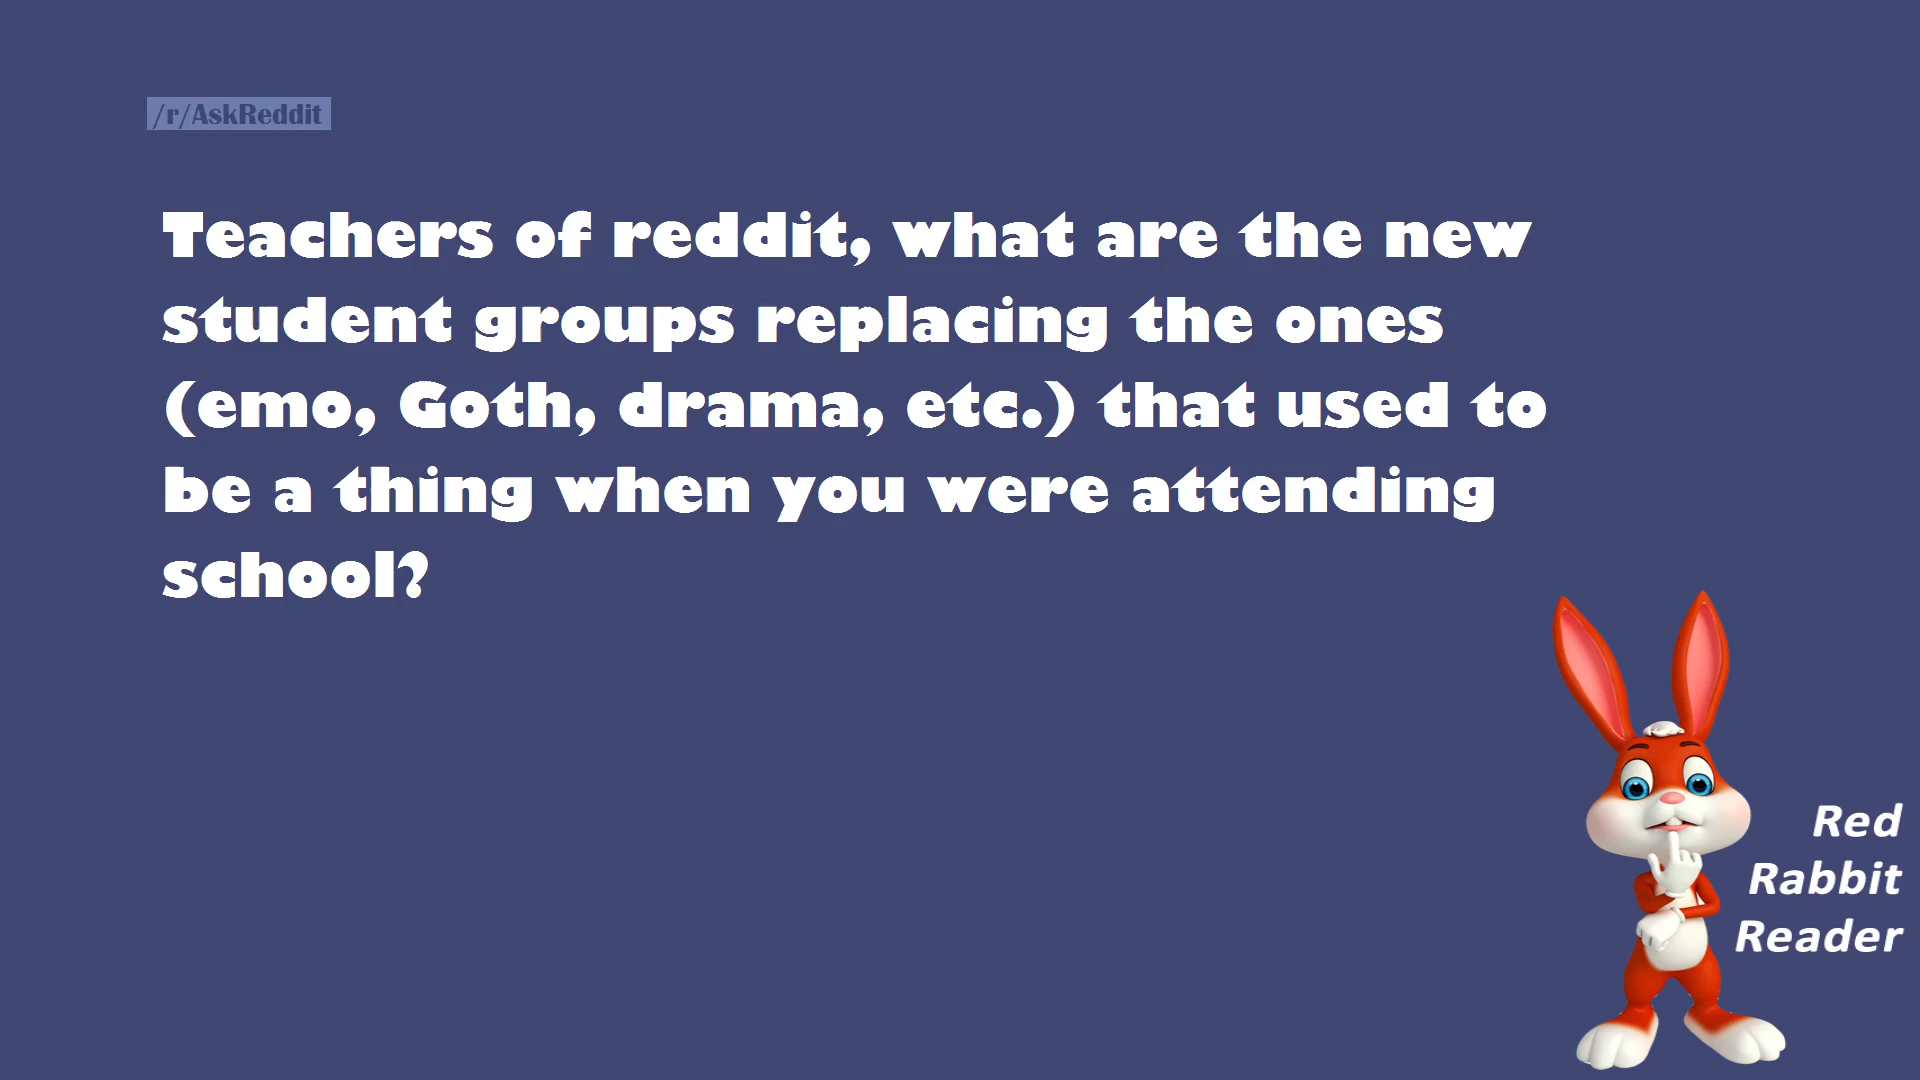 /r/AskReddit
Teachers of reddit, what are the new
student groups replacing the ones
(emo, Goth, drama, etc.) that used to
be a thing when you were attending
school?
Red
Rabbit
Reader